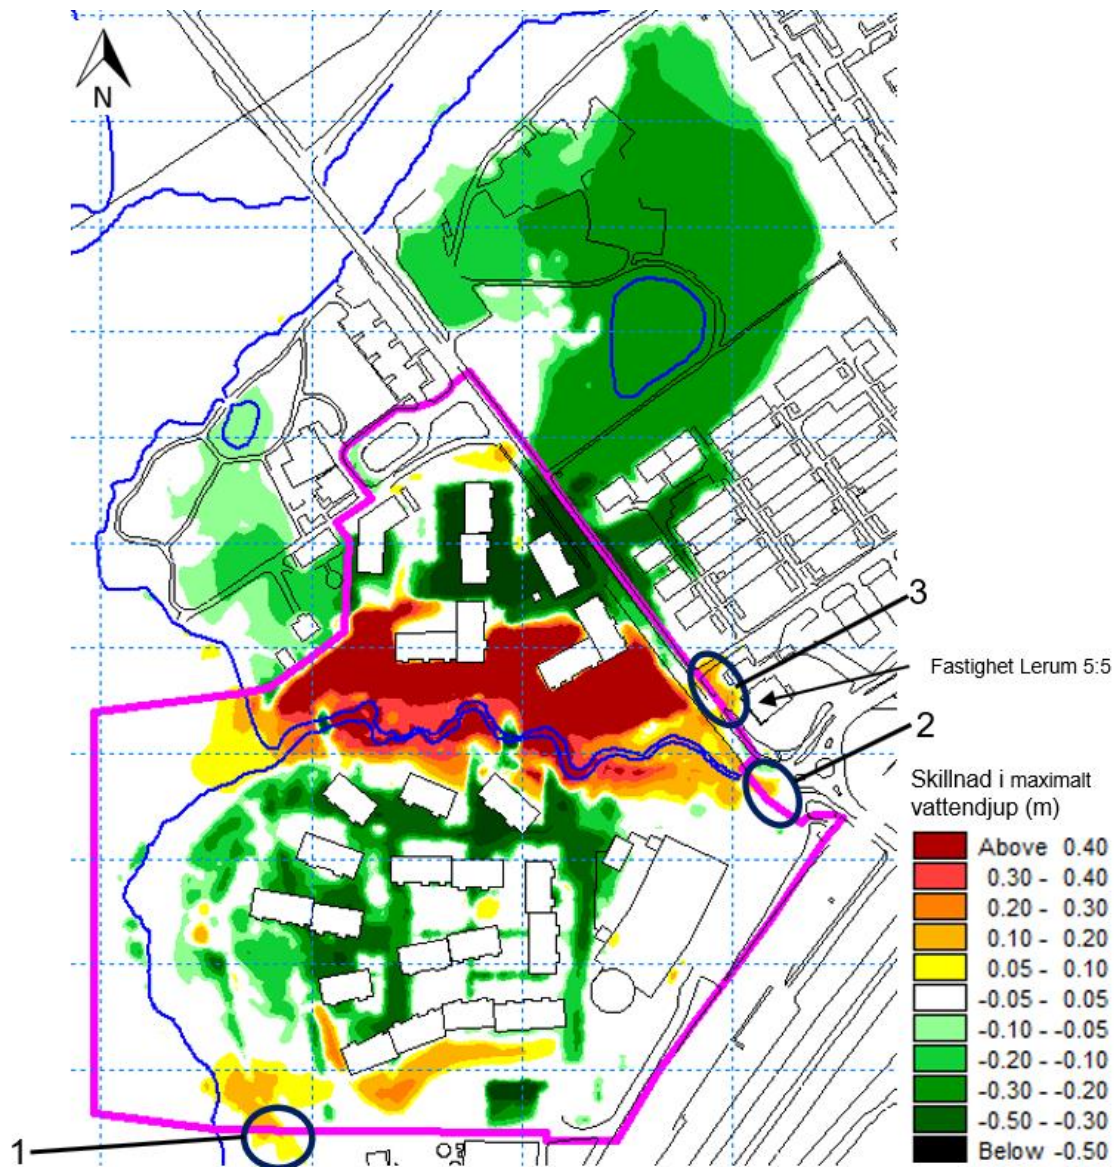 N
3
Fastighet Lerum 5:5
2
Skillnad i maximalt
vattendjup (m)
Above 0.40
0.30 - 0.40
0.20 - 0.30
0.10 - 0.20
0.05 - 0.10
-0.05 - 0.05
-0.10 - -0.05
-0.20 - -0.10
-0.30 - -0.20
-0.50 - -0.30
Below -0.50
1